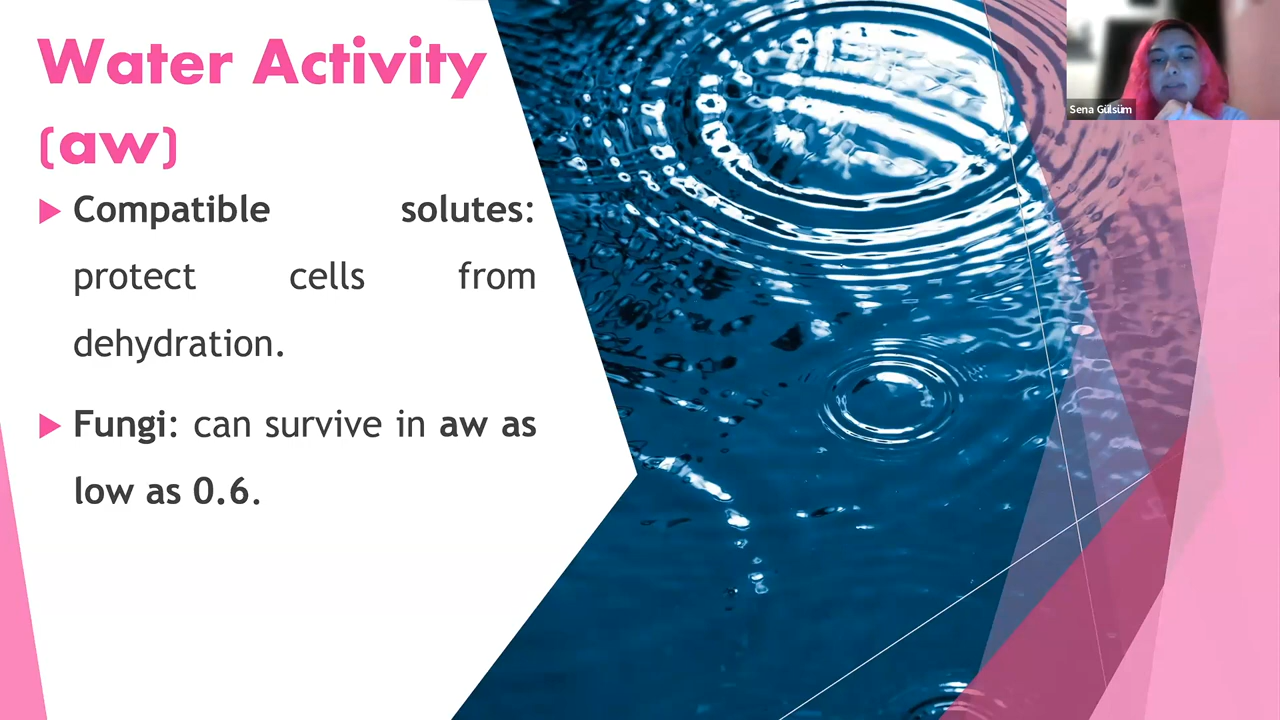 Water Activity
(aw)
Compatible solutes:
protect cells from
dehydration.
Fungi: can survive in aw as
low as 0.6.
Sena Gülsüm